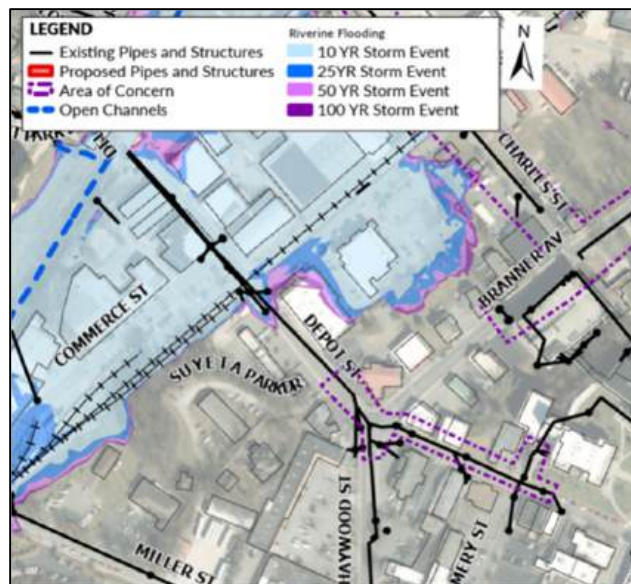 LEGEND
Existing Pipes and Structures
Proposed Pipes and Structures
Area of Concern
Open Channels
Riverine Flooding
10 YR Storm Event
25YR Storm Event
50 YR Storm Event
100 YR Storm Event
N
CHARLES ST
BRANNER AV
COMMERCE ST
DEPOT ST
SUYETA PARK DR
HAYWOOD ST
MERY ST
MILLER ST